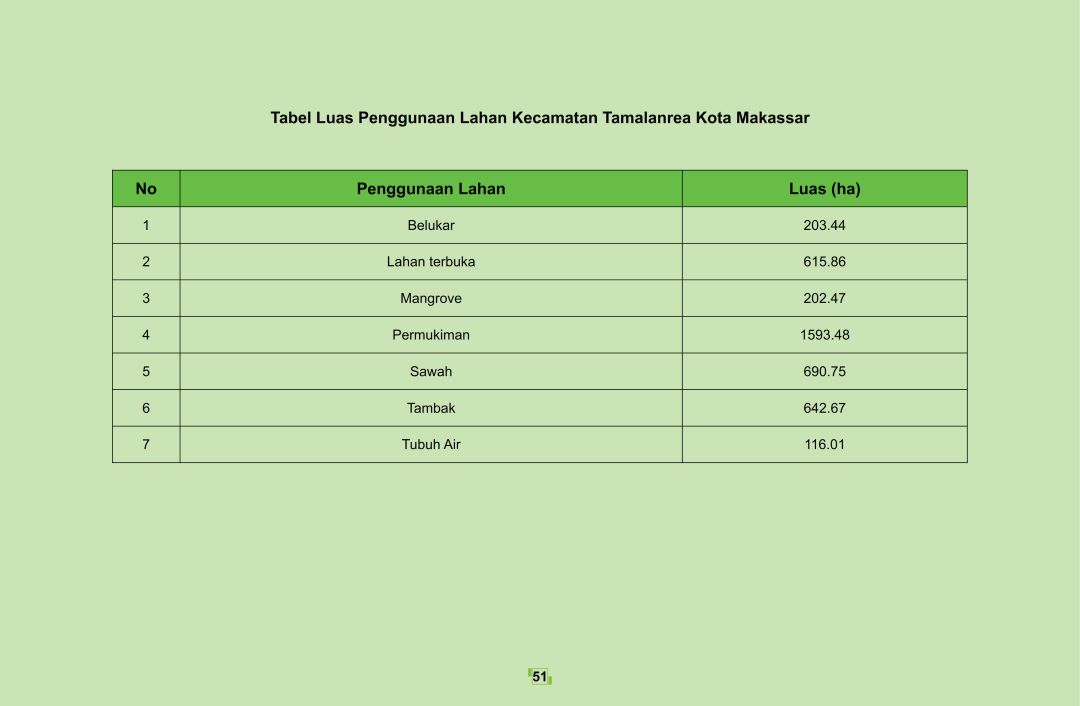 Tabel Luas Penggunaan Lahan Kecamatan Tamalanrea Kota Makassar
No Penggunaan Lahan Luas (ha)
1 Belukar 203.44
2 Lahan terbuka 615.86
3 Mangrove 202.47
4 Permukiman 1593.48
5 Sawah 690.75
6 Tambak 642.67
7 Tubuh Air 116.01
51